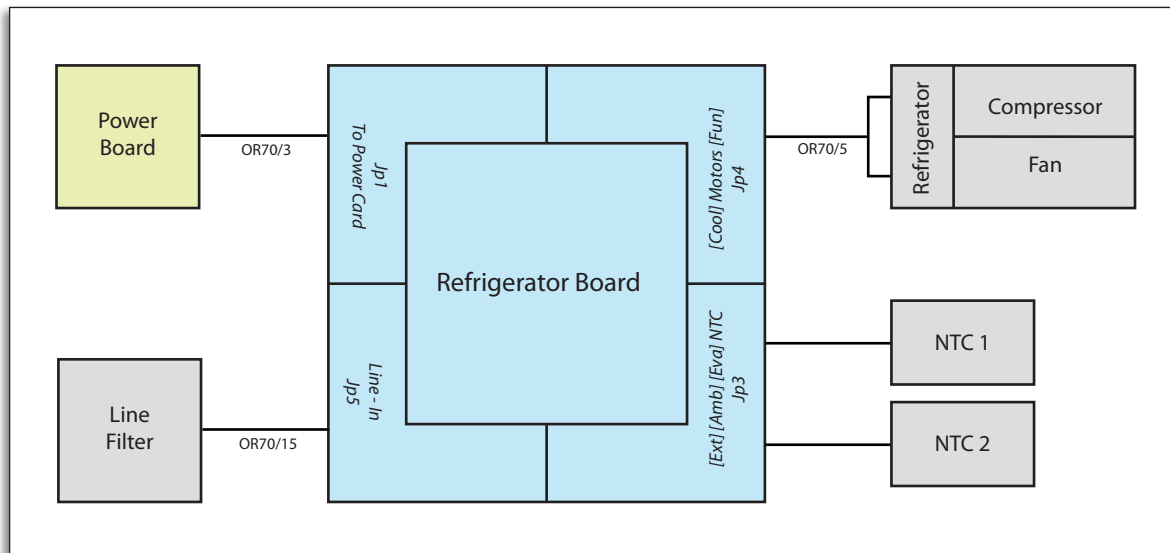 Power
Board
OR70/3
Jp1
To Power Card
[Cool] Motors [Fun]
Jp4
OR70/5
Refrigerator
Compressor
Fan
Refrigerator Board
Line
Filter
OR70/15
Line - In
Jp5
[Ext] [Amb] [Eva] NTC
Jp3
NTC 1
NTC 2